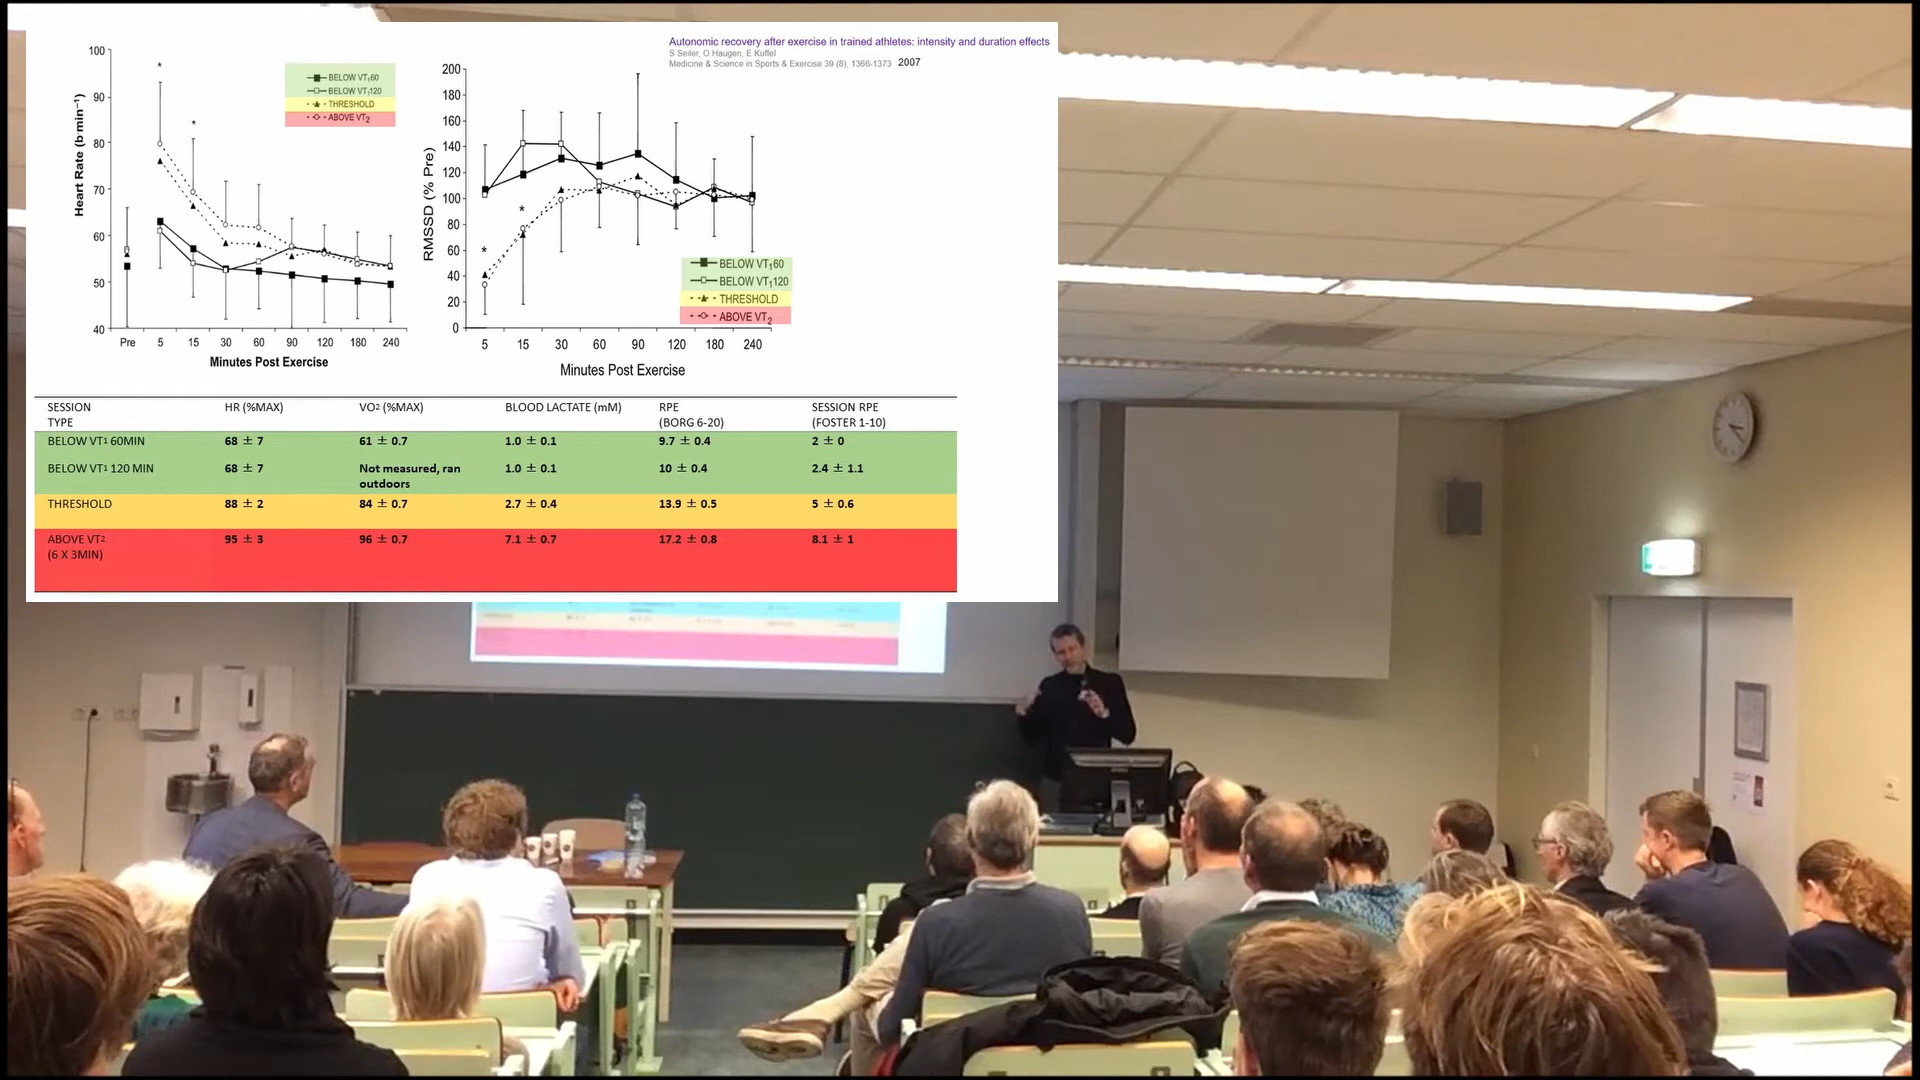 Autonomic recovery after exercise in trained athletes: intensity and duration effects
S Seiler, O Haugen, E Kuffel
Medicine & Science in Sports & Exercise 39 (8), 1366-1373 2007
Heart Rate (b min⁻¹)
100
90
80
70
60
50
40
*
*
BELOW VT₁60
BELOW VT₁120
THRESHOLD
ABOVE VT₂
Pre 5 15 30 60 90 120 180 240
Minutes Post Exercise
RMSSD (% Pre)
200
180
160
140
120
100
80
60
40
20
0
*
*
BELOW VT₁60
BELOW VT₁120
THRESHOLD
ABOVE VT₂
5 15 30 60 90 120 180 240
Minutes Post Exercise
SESSION TYPE HR (%MAX) VO² (%MAX) BLOOD LACTATE (mM) RPE (BORG 6-20) SESSION RPE (FOSTER 1-10)
BELOW VT¹ 60MIN 68 ± 7 61 ± 0.7 1.0 ± 0.1 9.7 ± 0.4 2 ± 0
BELOW VT¹ 120 MIN 68 ± 7 Not measured, ran outdoors 1.0 ± 0.1 10 ± 0.4 2.4 ± 1.1
THRESHOLD 88 ± 2 84 ± 0.7 2.7 ± 0.4 13.9 ± 0.5 5 ± 0.6
ABOVE VT² (6 X 3MIN) 95 ± 3 96 ± 0.7 7.1 ± 0.7 17.2 ± 0.8 8.1 ± 1